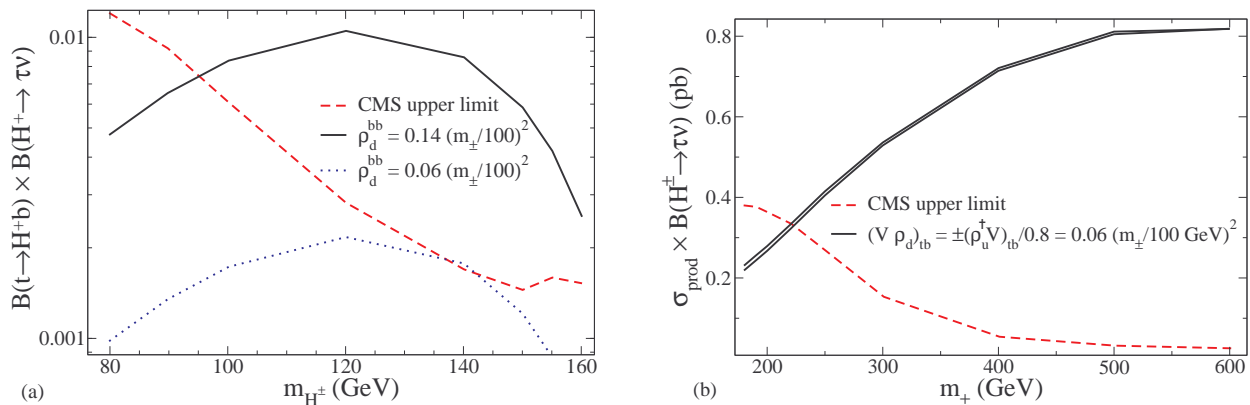 B(t→H⁺b) × B(H⁺→ τν)
0.01
0.001
CMS upper limit
ρ_d^bb = 0.14 (m_±/100)²
ρ_d^bb = 0.06 (m_±/100)²
80 100 120 140 160
(a)
m_H^± (GeV)
σ_prod × B(H^±→τν) (pb)
0.8
0.6
0.4
0.2
CMS upper limit
(V ρ_d)_tb = ±(ρ_u^†V)_tb/0.8 = 0.06 (m_±/100 GeV)²
200 300 400 500 600
(b)
m_+ (GeV)